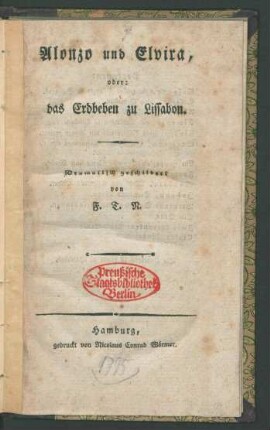 Alonzo und Elvira,
oder:
das Erdbeben zu Lissabon.
Dramatisch geschildert
von
F. T. N.
Preußische
Staatsbibliothek
Berlin
Hamburg,
gedruckt von Nicolaus Conrad Wörmer.